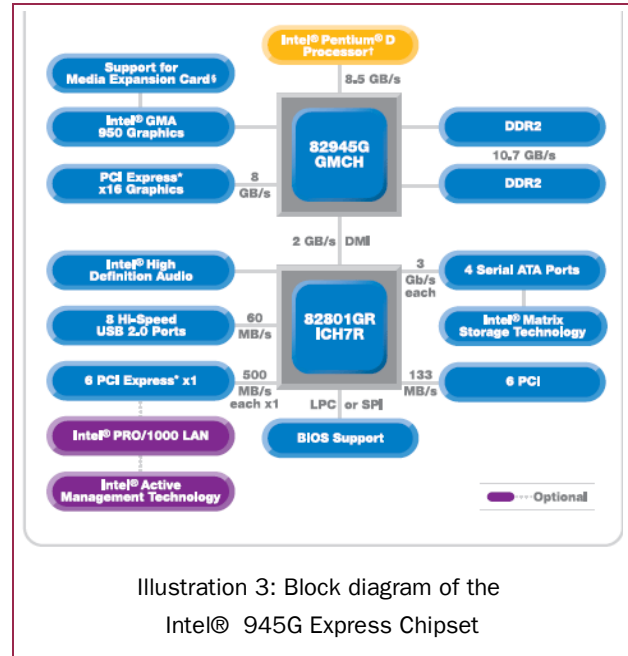 Intel® Pentium® D
Processor†
8.5 GB/s
Support for
Media Expansion Card§
Intel® GMA
950 Graphics
PCI Express*
x16 Graphics
8
GB/s
82945G
GMCH
DDR2
10.7 GB/s
DDR2
2 GB/s DMI
Intel® High
Definition Audio
8 Hi-Speed
USB 2.0 Ports
60
MB/s
6 PCI Express* x1
500
MB/s
each x1
82801GR
ICH7R
3
Gb/s
each
4 Serial ATA Ports
Intel® Matrix
Storage Technology
133
MB/s
6 PCI
LPC or SPI
BIOS Support
Intel® PRO/1000 LAN
Intel® Active
Management Technology
Optional
Illustration 3: Block diagram of the
Intel® 945G Express Chipset